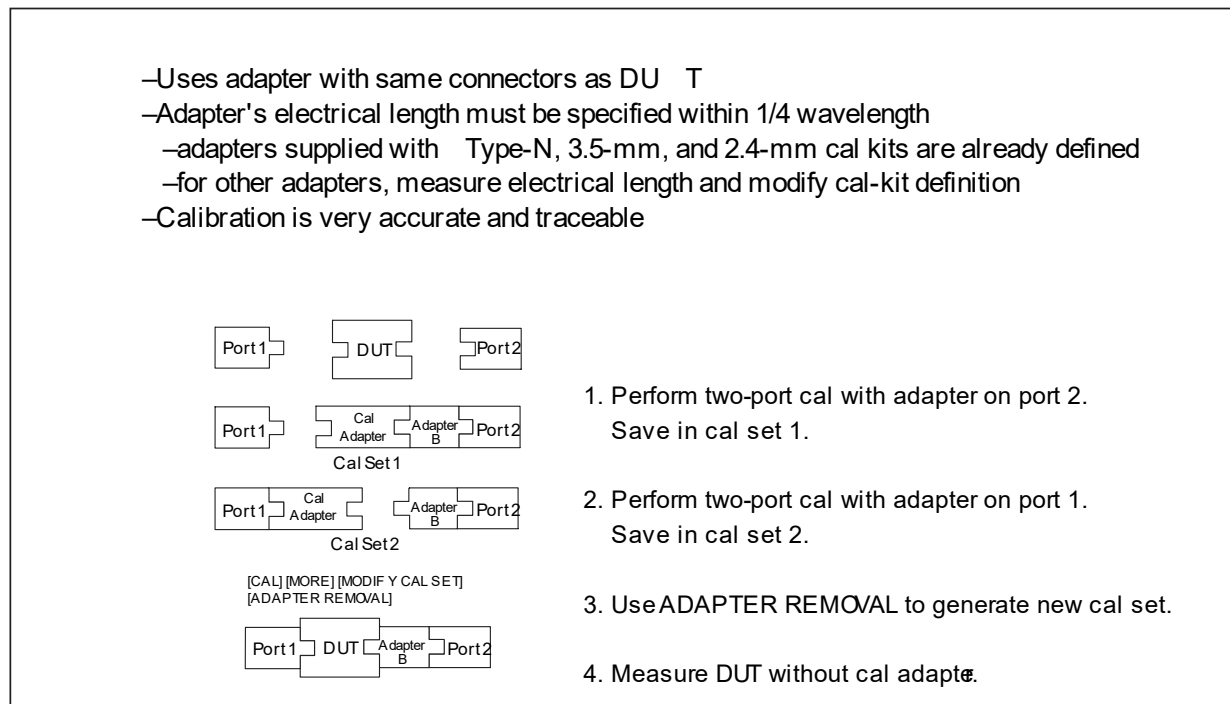 –Uses adapter with same connectors as DU T
–Adapter's electrical length must be specified within 1/4 wavelength
–adapters supplied with Type-N, 3.5-mm, and 2.4-mm cal kits are already defined
–for other adapters, measure electrical length and modify cal-kit definition
–Calibration is very accurate and traceable
Port 1 DUT Port 2
Port 1 Cal Adapter Adapter B Port 2
Cal Set 1
Port 1 Cal Adapter Adapter B Port 2
Cal Set 2
[CAL] [MORE] [MODIFY CAL SET]
[ADAPTER REMOVAL]
Port 1 DUT Adapter B Port 2
1. Perform two-port cal with adapter on port 2.
Save in cal set 1.
2. Perform two-port cal with adapter on port 1.
Save in cal set 2.
3. Use ADAPTER REMOVAL to generate new cal set.
4. Measure DUT without cal adapter.